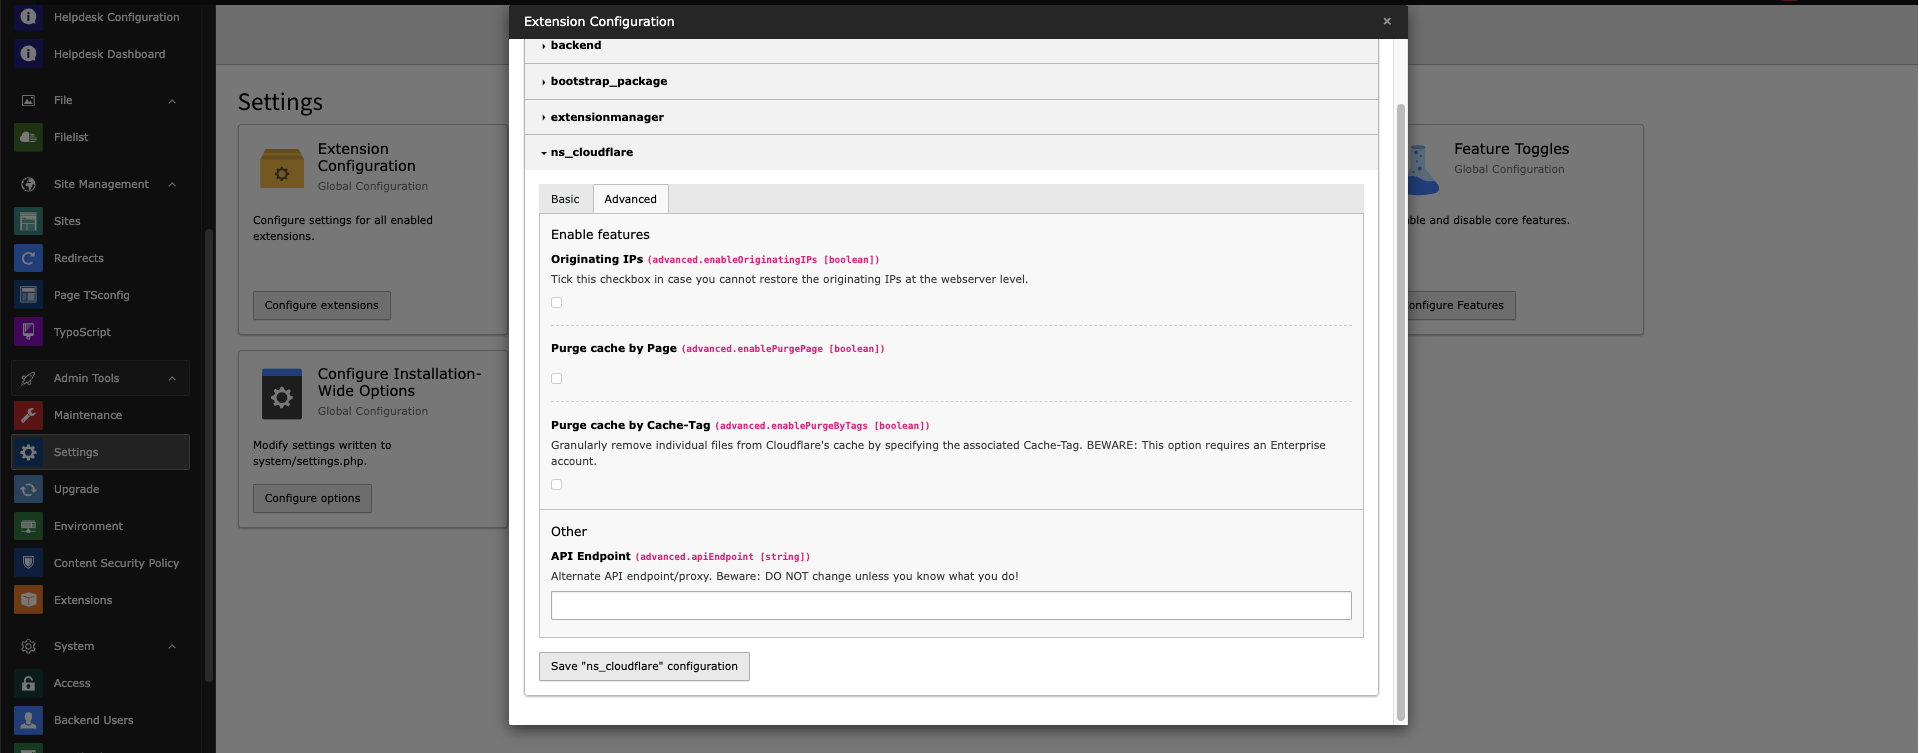 Helpdesk Configuration
Helpdesk Dashboard
File
Filelist
Site Management
Sites
Redirects
Page TSconfig
TypoScript
Admin Tools
Maintenance
Settings
Upgrade
Environment
Content Security Policy
Extensions
System
Access
Backend Users
Settings
Extension
Configuration
Global Configuration
Configure settings for all enabled
extensions.
Configure extensions
Configure Installation-
Wide Options
Global Configuration
Modify settings written to
system/settings.php.
Configure options
Extension Configuration
×
backend
bootstrap_package
extensionmanager
ns_cloudflare
Basic
Advanced
Enable features
Originating IPs (advanced.enableOriginatingIPs [boolean])
Tick this checkbox in case you cannot restore the originating IPs at the webserver level.
Purge cache by Page (advanced.enablePurgePage [boolean])
Purge cache by Cache-Tag (advanced.enablePurgeByTags [boolean])
Granularly remove individual files from Cloudflare's cache by specifying the associated Cache-Tag. BEWARE: This option requires an Enterprise
account.
Other
API Endpoint (advanced.apiEndpoint [string])
Alternate API endpoint/proxy. Beware: DO NOT change unless you know what you do!
Save "ns_cloudflare" configuration
Feature Toggles
Global Configuration
and disable core features.
Features